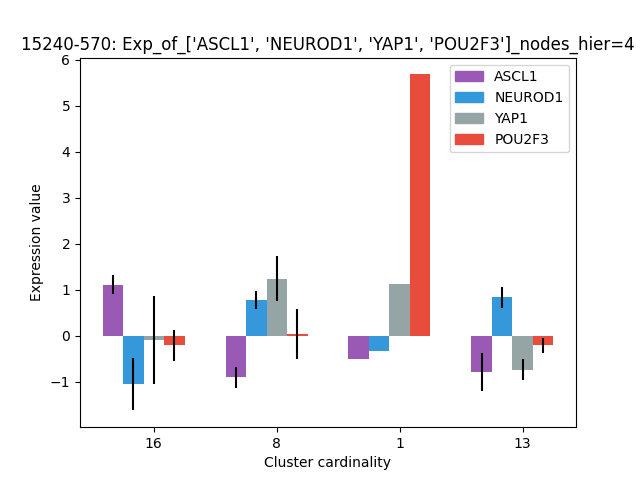 15240-570: Exp_of_['ASCL1', 'NEUROD1', 'YAP1', 'POU2F3']_nodes_hier=4
ASCL1
NEUROD1
YAP1
POU2F3
Expression value
6
5
4
3
2
1
0
−1
16
8
1
13
Cluster cardinality